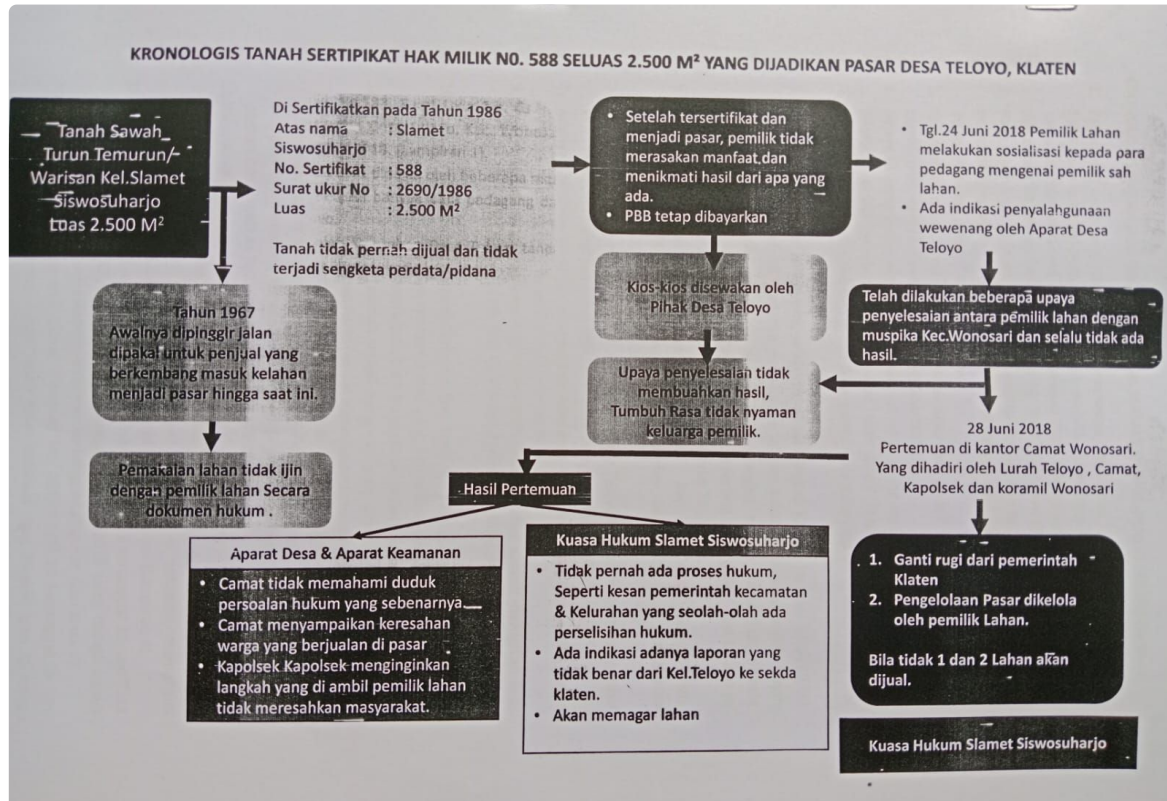 KRONOLOGIS TANAH SERTIPIKAT HAK MILIK N0. 588 SELUAS 2.500 M² YANG DIJADIKAN PASAR DESA TELOYO, KLATEN
Tanah Sawah
Turun Temurun/
Warisan Kel.Slamet
Siswosuharjo
Luas 2.500 M²
Di Sertifikatkan pada Tahun 1986
Atas nama : Slamet
Siswosuharjo
No. Sertifikat : 588
Surat ukur No : 2690/1986
Luas : 2.500 M²
Tanah tidak pernah dijual dan tidak
terjadi sengketa perdata/pidana
Tahun 1967
Awalnya dipinggir jalan
dipakai untuk penjual yang
berkembang masuk kelahan
menjadi pasar hingga saat ini.
Pemakaian lahan tidak ijin
dengan pemilik lahan Secara
dokumen hukum .
• Setelah tersertifikat dan
menjadi pasar, pemilik tidak
merasakan manfaat,dan
menikmati hasil dari apa yang
ada.
• PBB tetap dibayarkan
Kios-kios disewakan oleh
Pihak Desa Teloyo
Upaya penyelesaian tidak
membuahkan hasil,
Tumbuh Rasa tidak nyaman
keluarga pemilik.
• Tgl.24 Juni 2018 Pemilik Lahan
melakukan sosialisasi kepada para
pedagang mengenai pemilik sah
lahan.
• Ada indikasi penyalahgunaan
wewenang oleh Aparat Desa
Teloyo
Telah dilakukan beberapa upaya
penyelesaian antara pemilik lahan dengan
muspika Kec.Wonosari dan selalu tidak ada
hasil.
28 Juni 2018
Pertemuan di kantor Camat Wonosari.
Yang dihadiri oleh Lurah Teloyo , Camat,
Kapolsek dan koramil Wonosari
Hasil Pertemuan
Aparat Desa & Aparat Keamanan
• Camat tidak memahami duduk
persoalan hukum yang sebenarnya
• Camat menyampaikan keresahan
warga yang berjualan di pasar
• Kapolsek Kapolsek menginginkan
langkah yang di ambil pemilik lahan
tidak meresahkan masyarakat.
Kuasa Hukum Slamet Siswosuharjo
• Tidak pernah ada proses hukum,
Seperti kesan pemerintah kecamatan
& Kelurahan yang seolah-olah ada
perselisihan hukum.
• Ada indikasi adanya laporan yang
tidak benar dari Kel.Teloyo ke sekda
klaten.
• Akan memagar lahan
1. Ganti rugi dari pemerintah
Klaten
2. Pengelolaan Pasar dikelola
oleh pemilik Lahan.
Bila tidak 1 dan 2 Lahan akan
dijual.
Kuasa Hukum Slamet Siswosuharjo